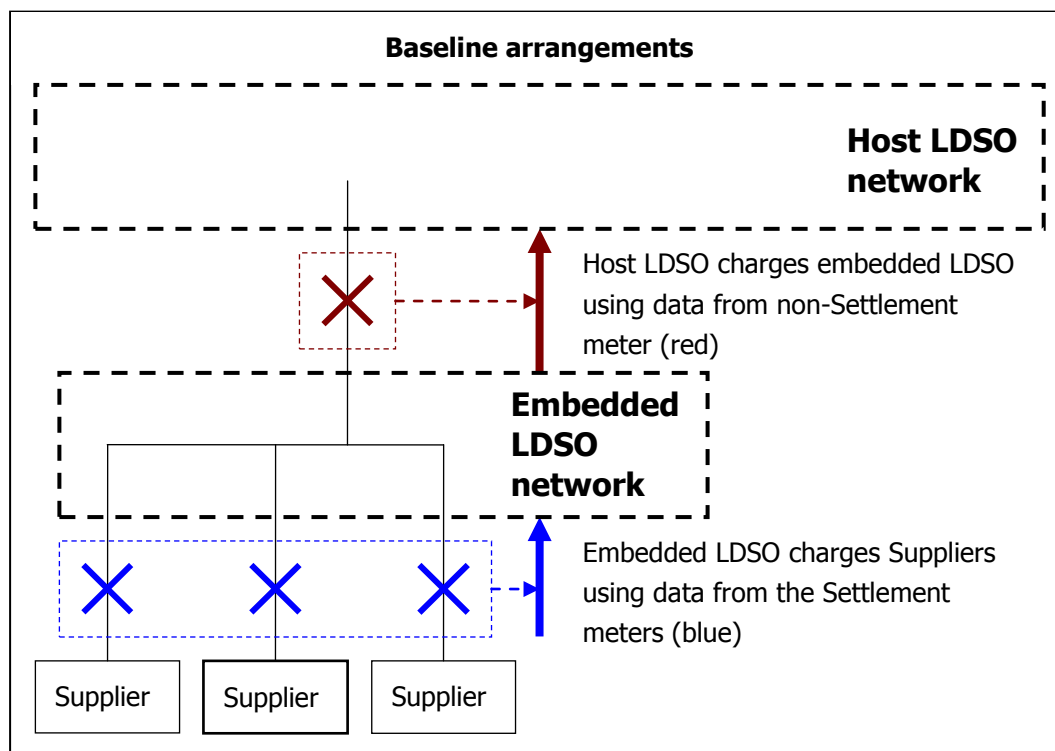 Baseline arrangements
Host LDSO
network
Host LDSO charges embedded LDSO
using data from non-Settlement
meter (red)
Embedded
LDSO
network
Embedded LDSO charges Suppliers
using data from the Settlement
meters (blue)
Supplier
Supplier
Supplier